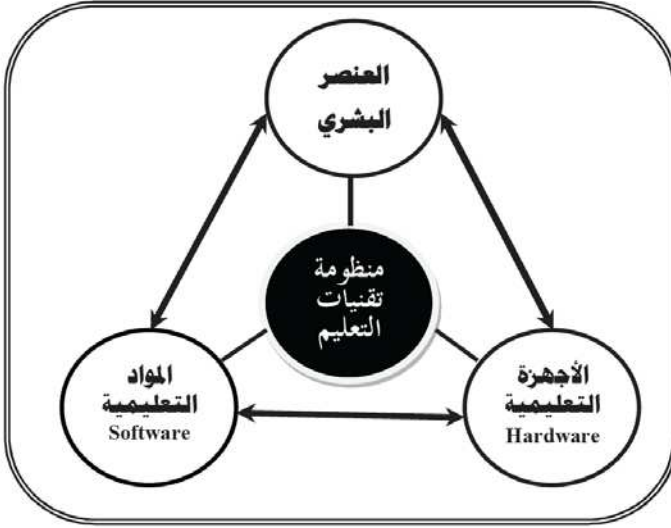 العنصر
البشري
منظومة
تقنيات
التعليم
الأجهزة
التعليمية
Hardware
المواد
التعليمية
Software